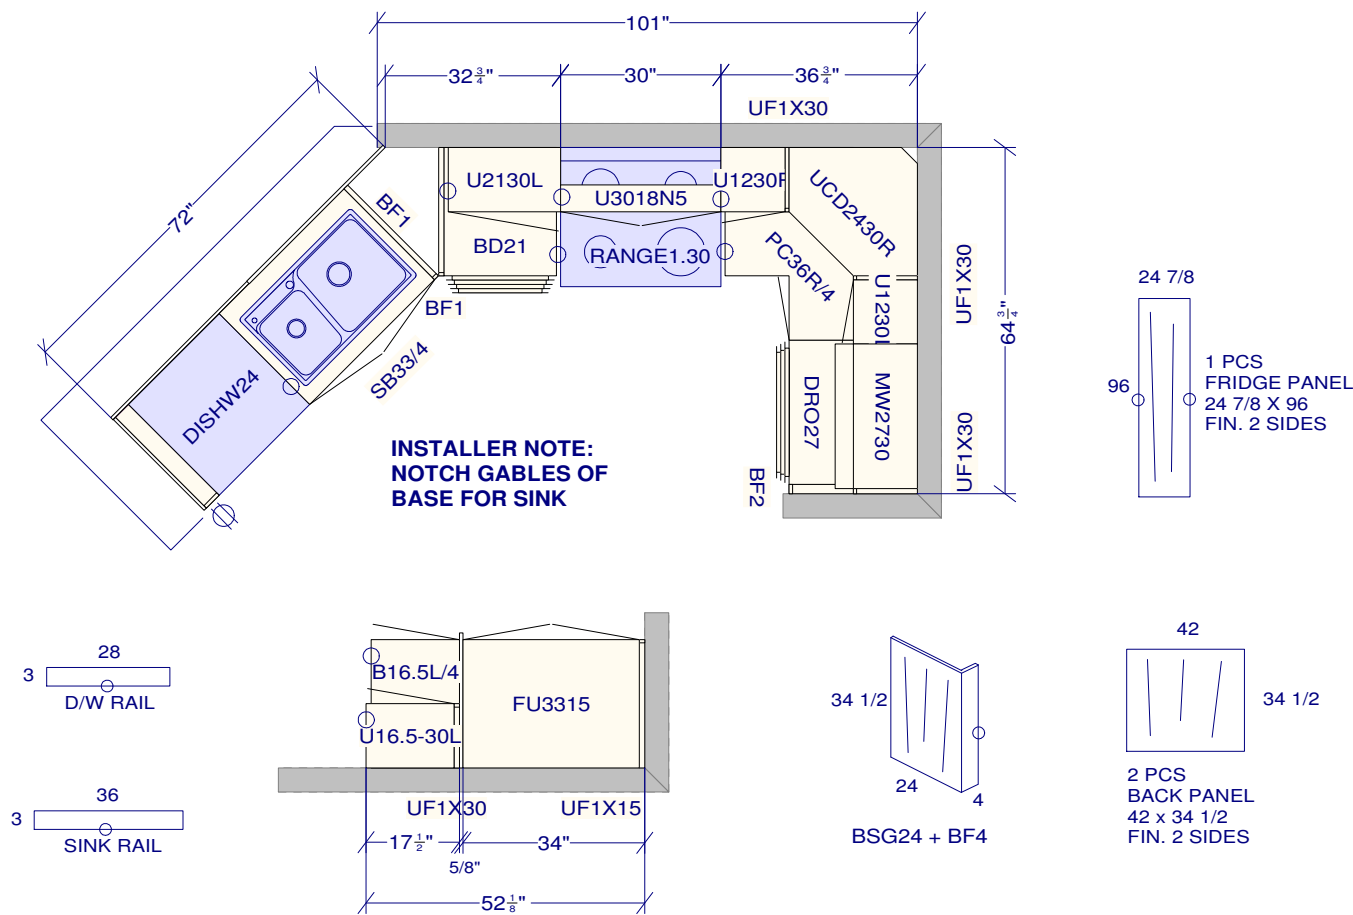 101"
32 3/4"
30"
36 3/4"
UF1X30
72"
BF1
U2130L
U3018N5
UCD2430R
BD21
RANGE1.30
PC36R/4
UF1X30
64 3/4"
BF1
SB33/4
DISHW24
DRO27
MW2730
UF1X30
BF2
INSTALLER NOTE:
NOTCH GABLES OF
BASE FOR SINK
24 7/8
96
1 PCS
FRIDGE PANEL
24 7/8 X 96
FIN. 2 SIDES
28
3
D/W RAIL
36
3
SINK RAIL
B16.5L/4
FU3315
U16.5-30L
UF1X30
UF1X15
17 1/2"
34"
5/8"
52 1/8"
34 1/2
24
4
BSG24 + BF4
42
34 1/2
2 PCS
BACK PANEL
42 x 34 1/2
FIN. 2 SIDES